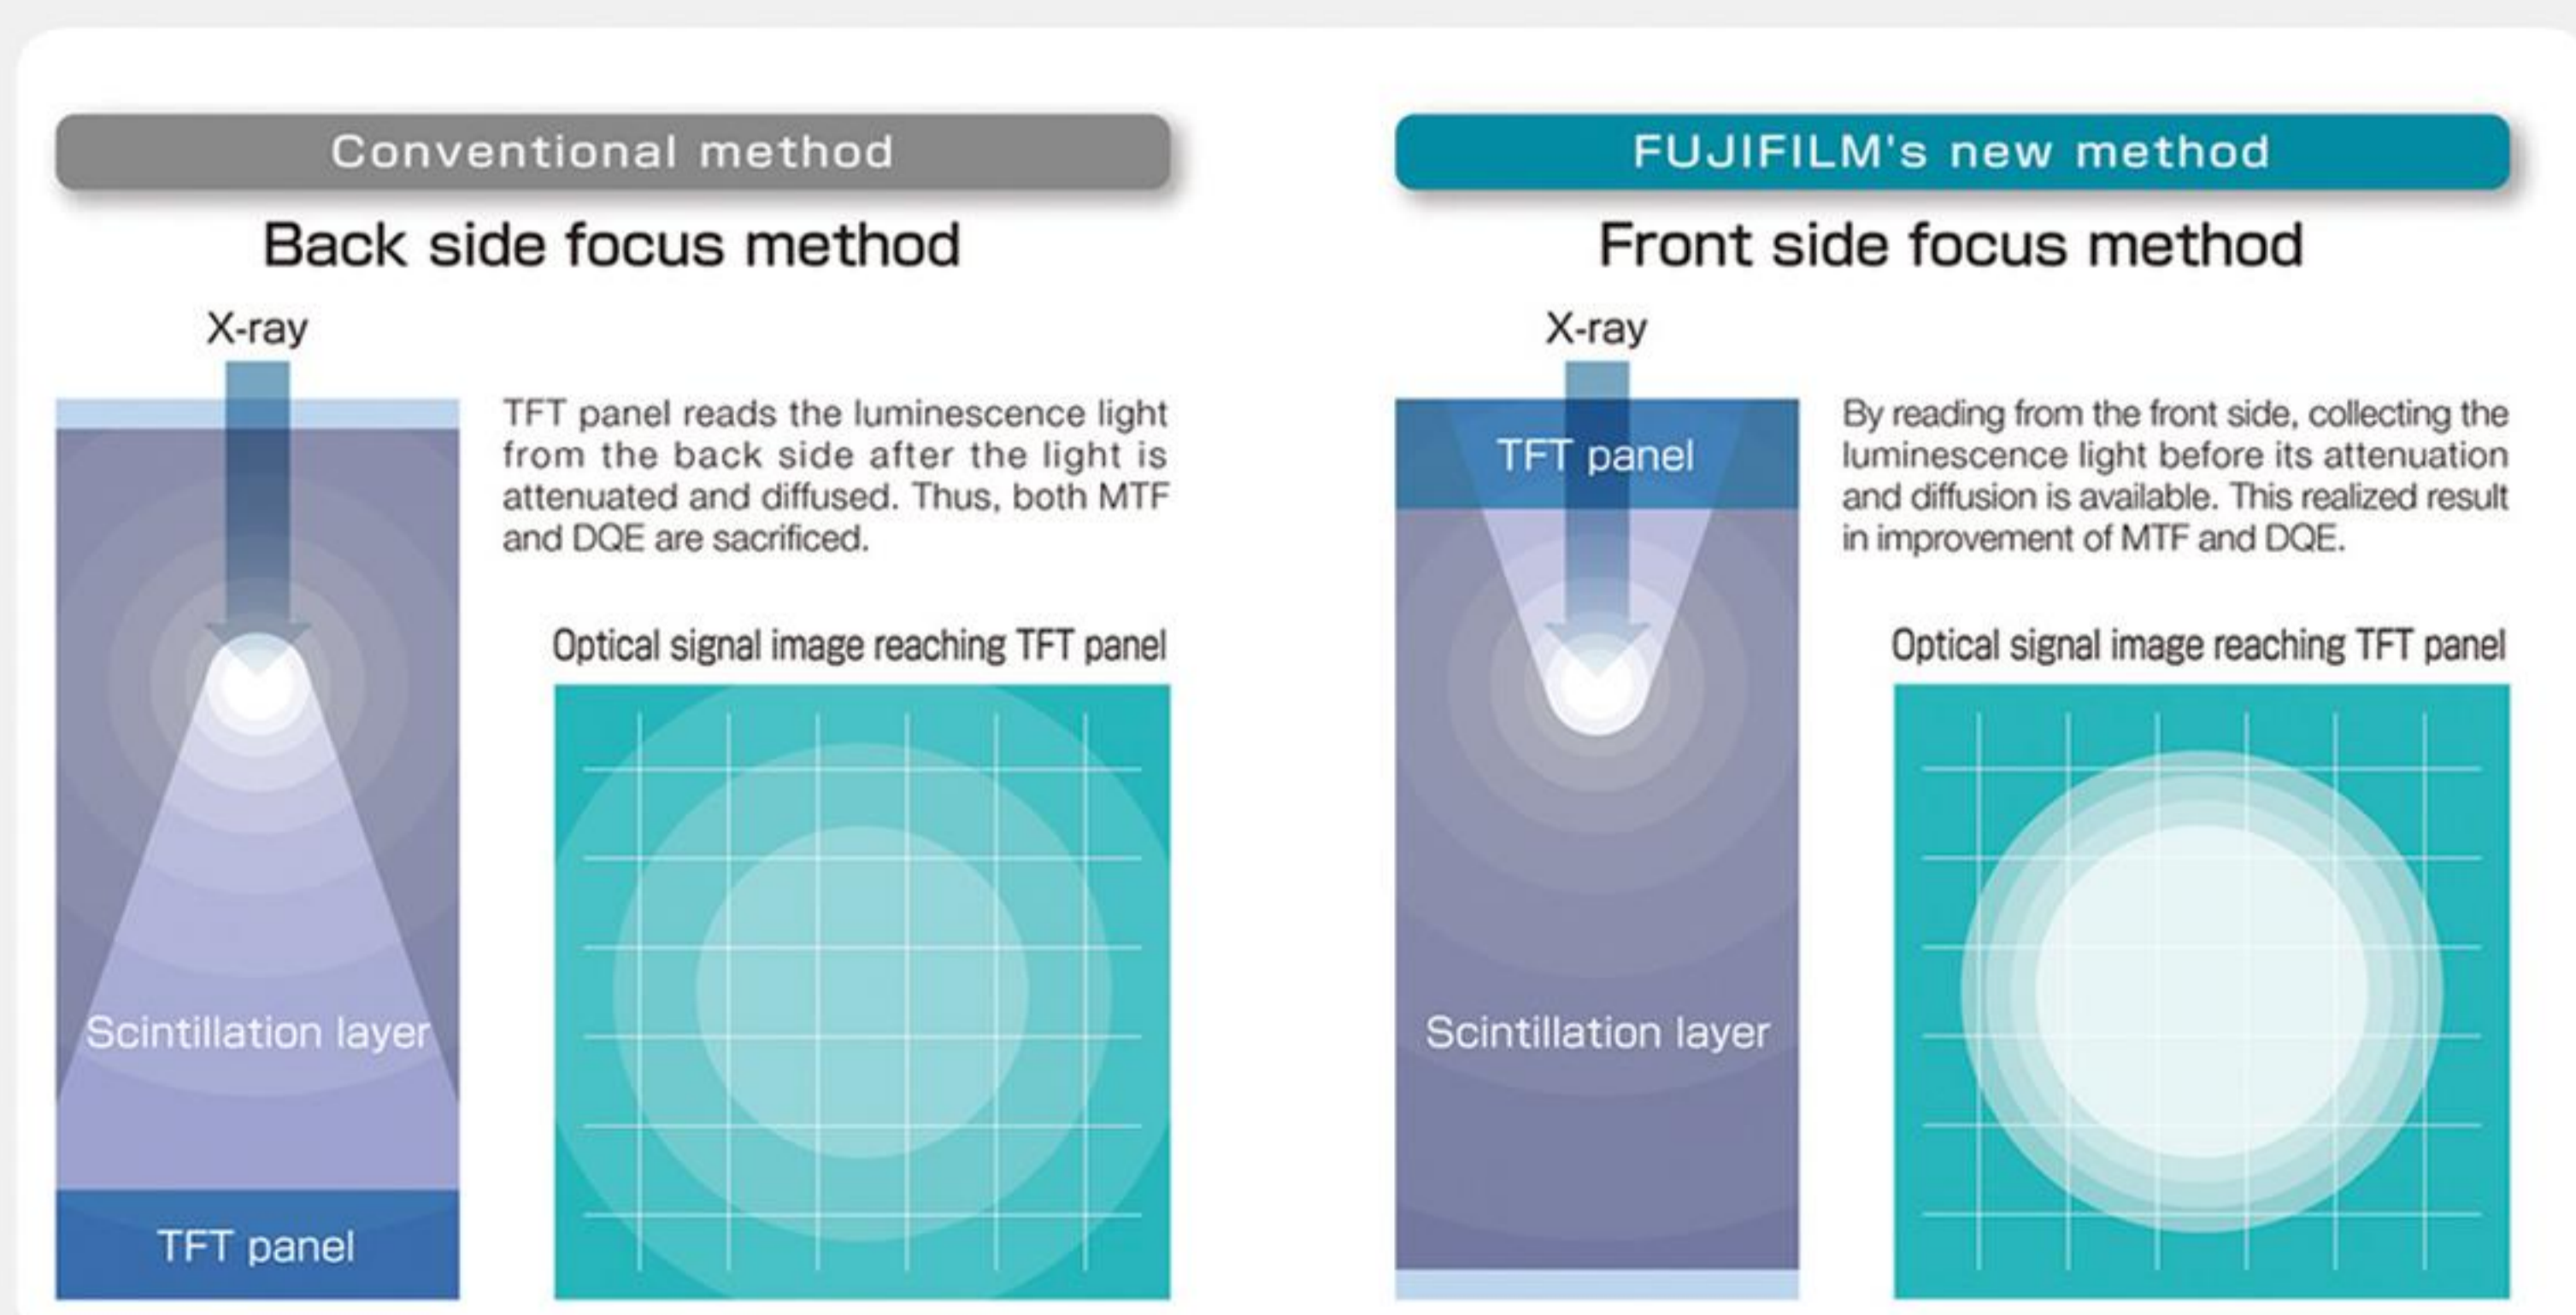 Conventional method
Back side focus method
X-ray
TFT panel reads the luminescence light
from the back side after the light is
attenuated and diffused. Thus, both MTF
and DQE are sacrificed.
Optical signal image reaching TFT panel
Scintillation layer
TFT panel
FUJIFILM's new method
Front side focus method
X-ray
TFT panel
By reading from the front side, collecting the
luminescence light before its attenuation
and diffusion is available. This realized result
in improvement of MTF and DQE.
Optical signal image reaching TFT panel
Scintillation layer